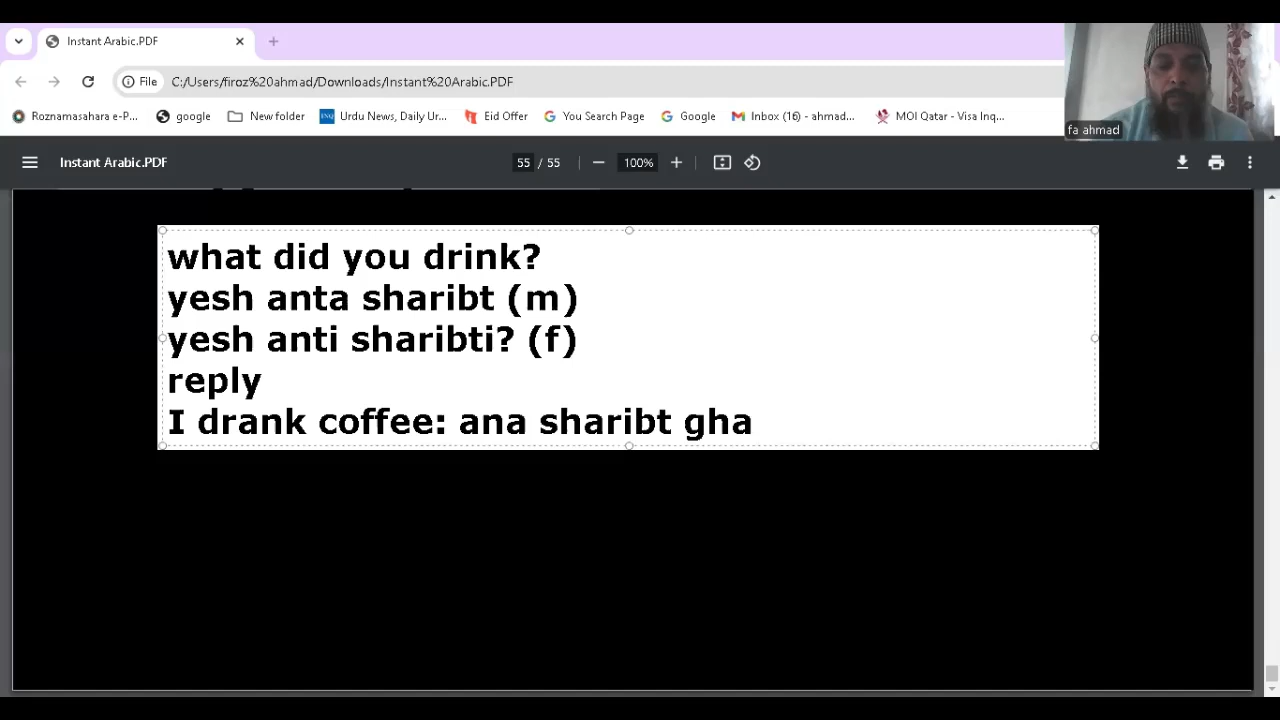 Instant Arabic.PDF
File
C:/Users/firoz%20ahmad/Downloads/Instant%20Arabic.PDF
Roznamasahara e-P...
google
New folder
INQ
Urdu News, Daily Ur...
Eid Offer
You Search Page
Google
Inbox (16) - ahmad...
MOI Qatar - Visa Inq...
fa ahmad
Instant Arabic.PDF
55 / 55
100%
what did you drink?
yesh anta sharibt (m)
yesh anti sharibti? (f)
reply
I drank coffee: ana sharibt gha